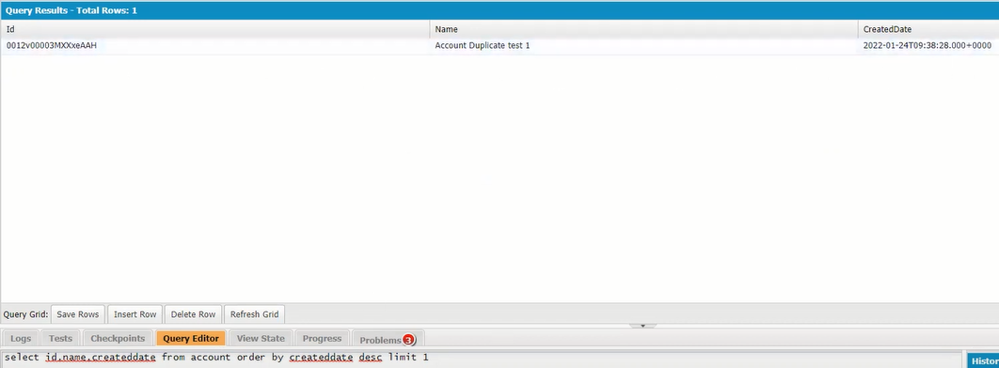 Query Results - Total Rows: 1
Id Name CreatedDate
0012v00003MXXxeAAH Account Duplicate test 1 2022-01-24T09:38:28.000+0000
Query Grid: Save Rows Insert Row Delete Row Refresh Grid
Logs Tests Checkpoints Query Editor View State Progress Problems 3
select id,name,createddate from account order by createddate desc limit 1
Histor